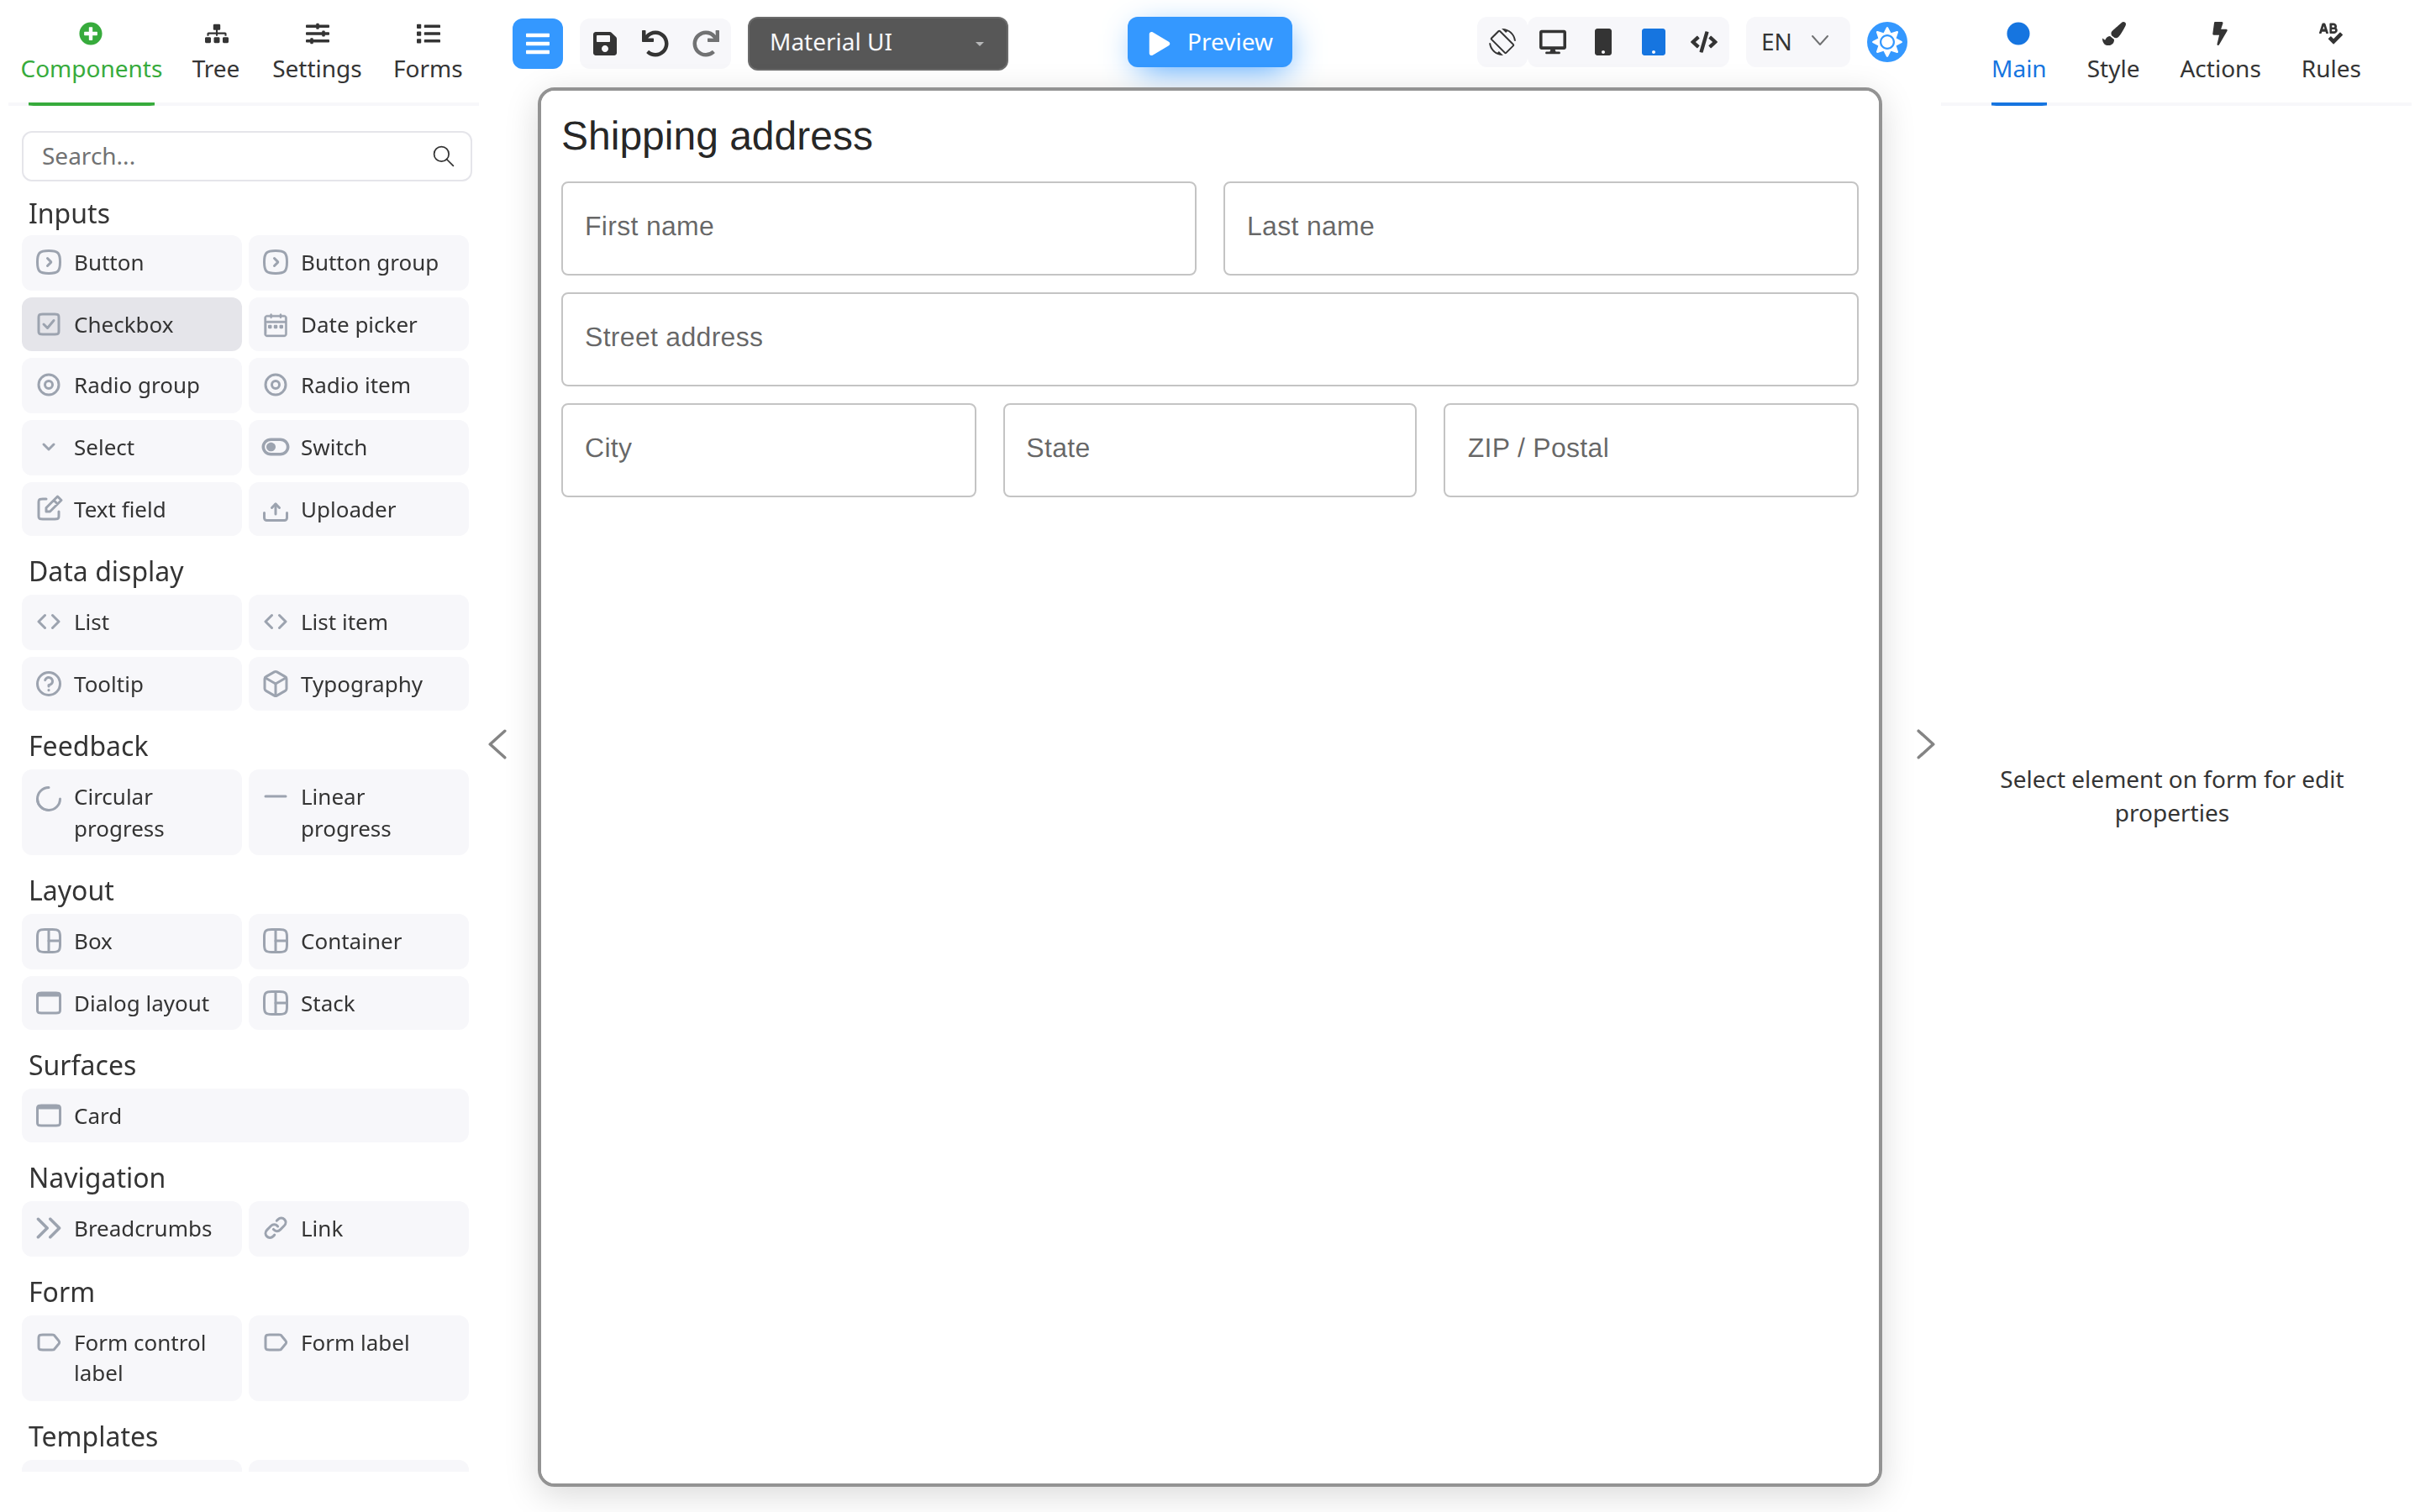 Components
Tree
Settings
Forms
Material UI
Preview
EN
Main
Style
Actions
AB
Rules
Search...
Inputs
Button
Button group
Checkbox
Date picker
Radio group
Radio item
Select
Switch
Text field
Uploader
Data display
List
List item
Tooltip
Typography
Feedback
Circular
progress
Linear
progress
Layout
Box
Container
Dialog layout
Stack
Surfaces
Card
Navigation
Breadcrumbs
Link
Form
Form control
label
Form label
Templates
Shipping address
First name
Last name
Street address
City
State
ZIP / Postal
Select element on form for edit
properties